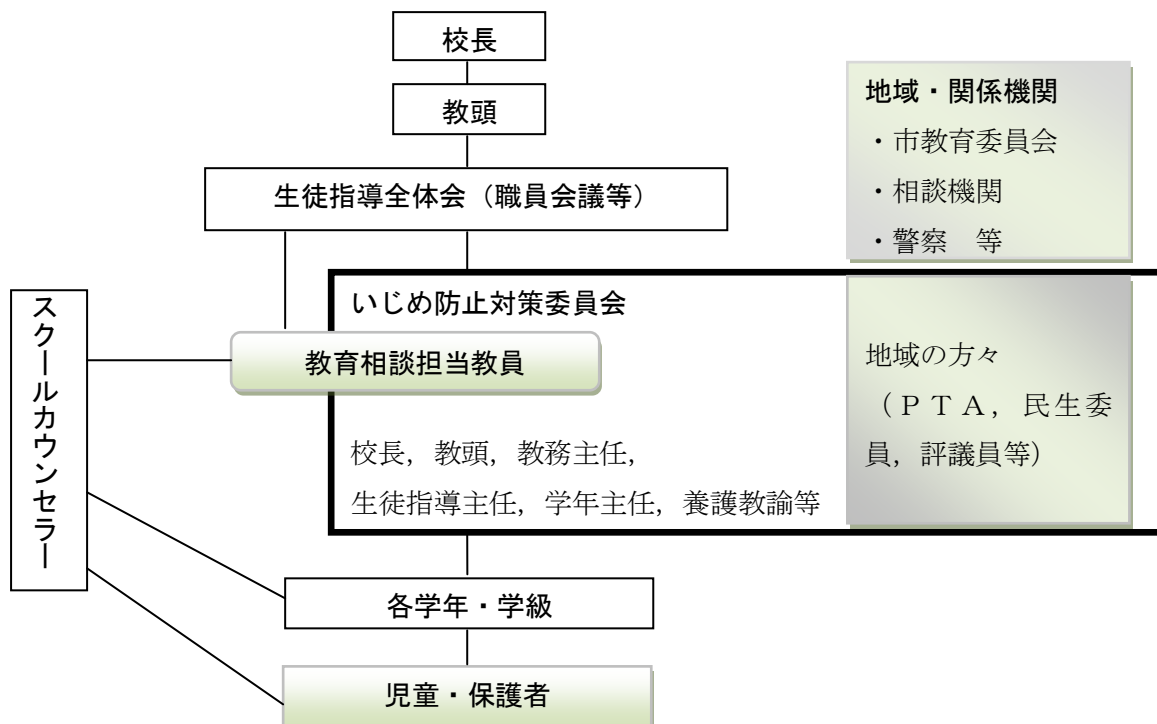 校長
教頭
生徒指導全体会（職員会議等）
地域・関係機関
・市教育委員会
・相談機関
・警察　等
スクールカウンセラー
いじめ防止対策委員会
教育相談担当教員
校長，教頭，教務主任，
生徒指導主任，学年主任，養護教諭等
地域の方々
（ＰＴＡ，民生委
員，評議員等）
各学年・学級
児童・保護者